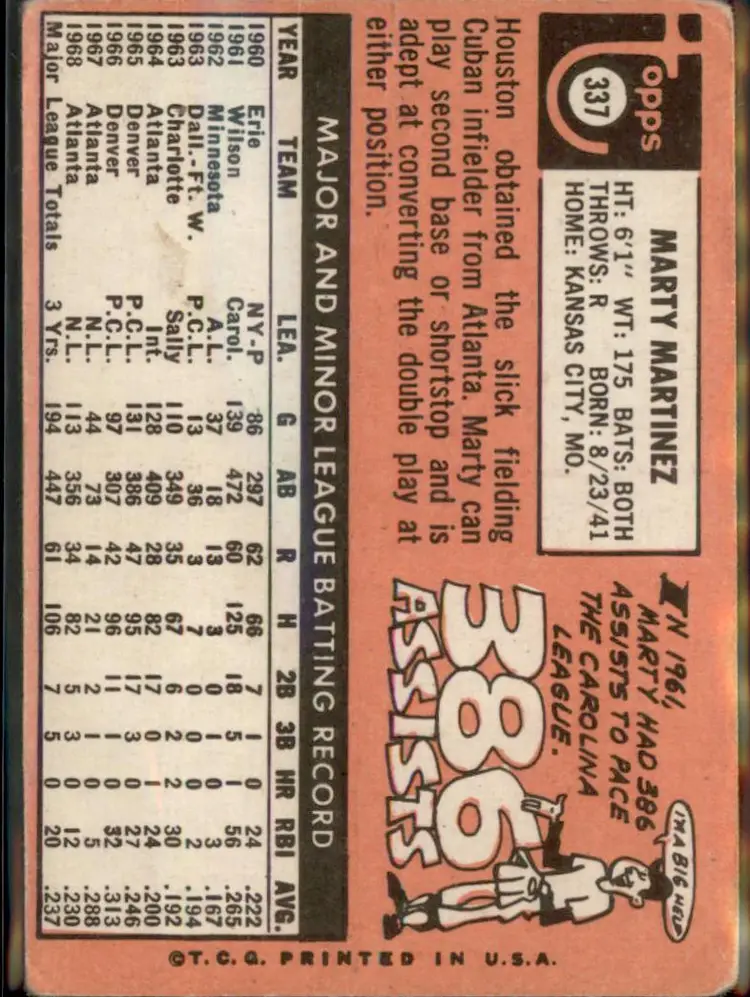 Topps
337
MARTY MARTINEZ
HT: 6'1" WT: 175 BATS: BOTH
THROWS: R BORN: 8/23/41
HOME: KANSAS CITY, MO.
Houston obtained the slick fielding
Cuban infielder from Atlanta. Marty can
play second base or shortstop and is
adept at converting the double play at
either position.
IN 1961,
MARTY HAD 386
ASSISTS TO PACE
THE CAROLINA
LEAGUE.
386
ASSISTS
I'M A BIG HELP
MAJOR AND MINOR LEAGUE BATTING RECORD
YEAR TEAM LEA. G AB R H 2B 3B HR RBI AVG.
1960 Erie NY-P 86 297 62 66 7 1 0 24 .222
1961 Wilson Carol. 139 472 60 125 18 5 1 56 .265
1962 Minnesota A.L. 37 18 13 3 0 1 0 3 .167
1963 Dall.-Ft. W. P.C.L. 13 36 3 7 0 0 0 2 .194
1963 Charlotte Sally 110 349 35 67 6 2 2 30 .192
1964 Atlanta Int. 128 409 28 82 17 0 1 24 .200
1965 Denver P.C.L. 131 386 47 95 17 3 0 27 .246
1966 Denver P.C.L. 97 307 42 96 11 1 0 32 .313
1967 Atlanta N.L. 44 73 14 21 2 1 0 5 .288
1968 Atlanta N.L. 113 356 34 82 5 3 0 12 .230
Major League Totals 3 Yrs. 194 447 61 106 7 5 0 20 .237
©T.C.G. PRINTED IN U.S.A.